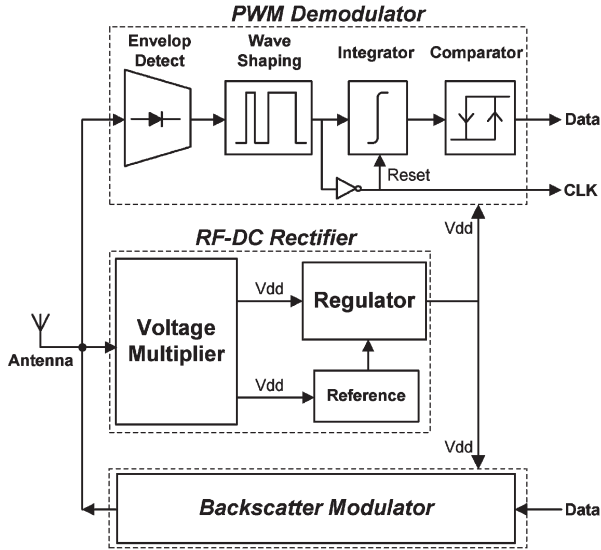 PWM Demodulator
Envelop
Detect
Wave
Shaping
Integrator
Comparator
Data
Reset
CLK
Vdd
RF-DC Rectifier
Voltage
Multiplier
Vdd
Regulator
Antenna
Vdd
Reference
Vdd
Backscatter Modulator
Data